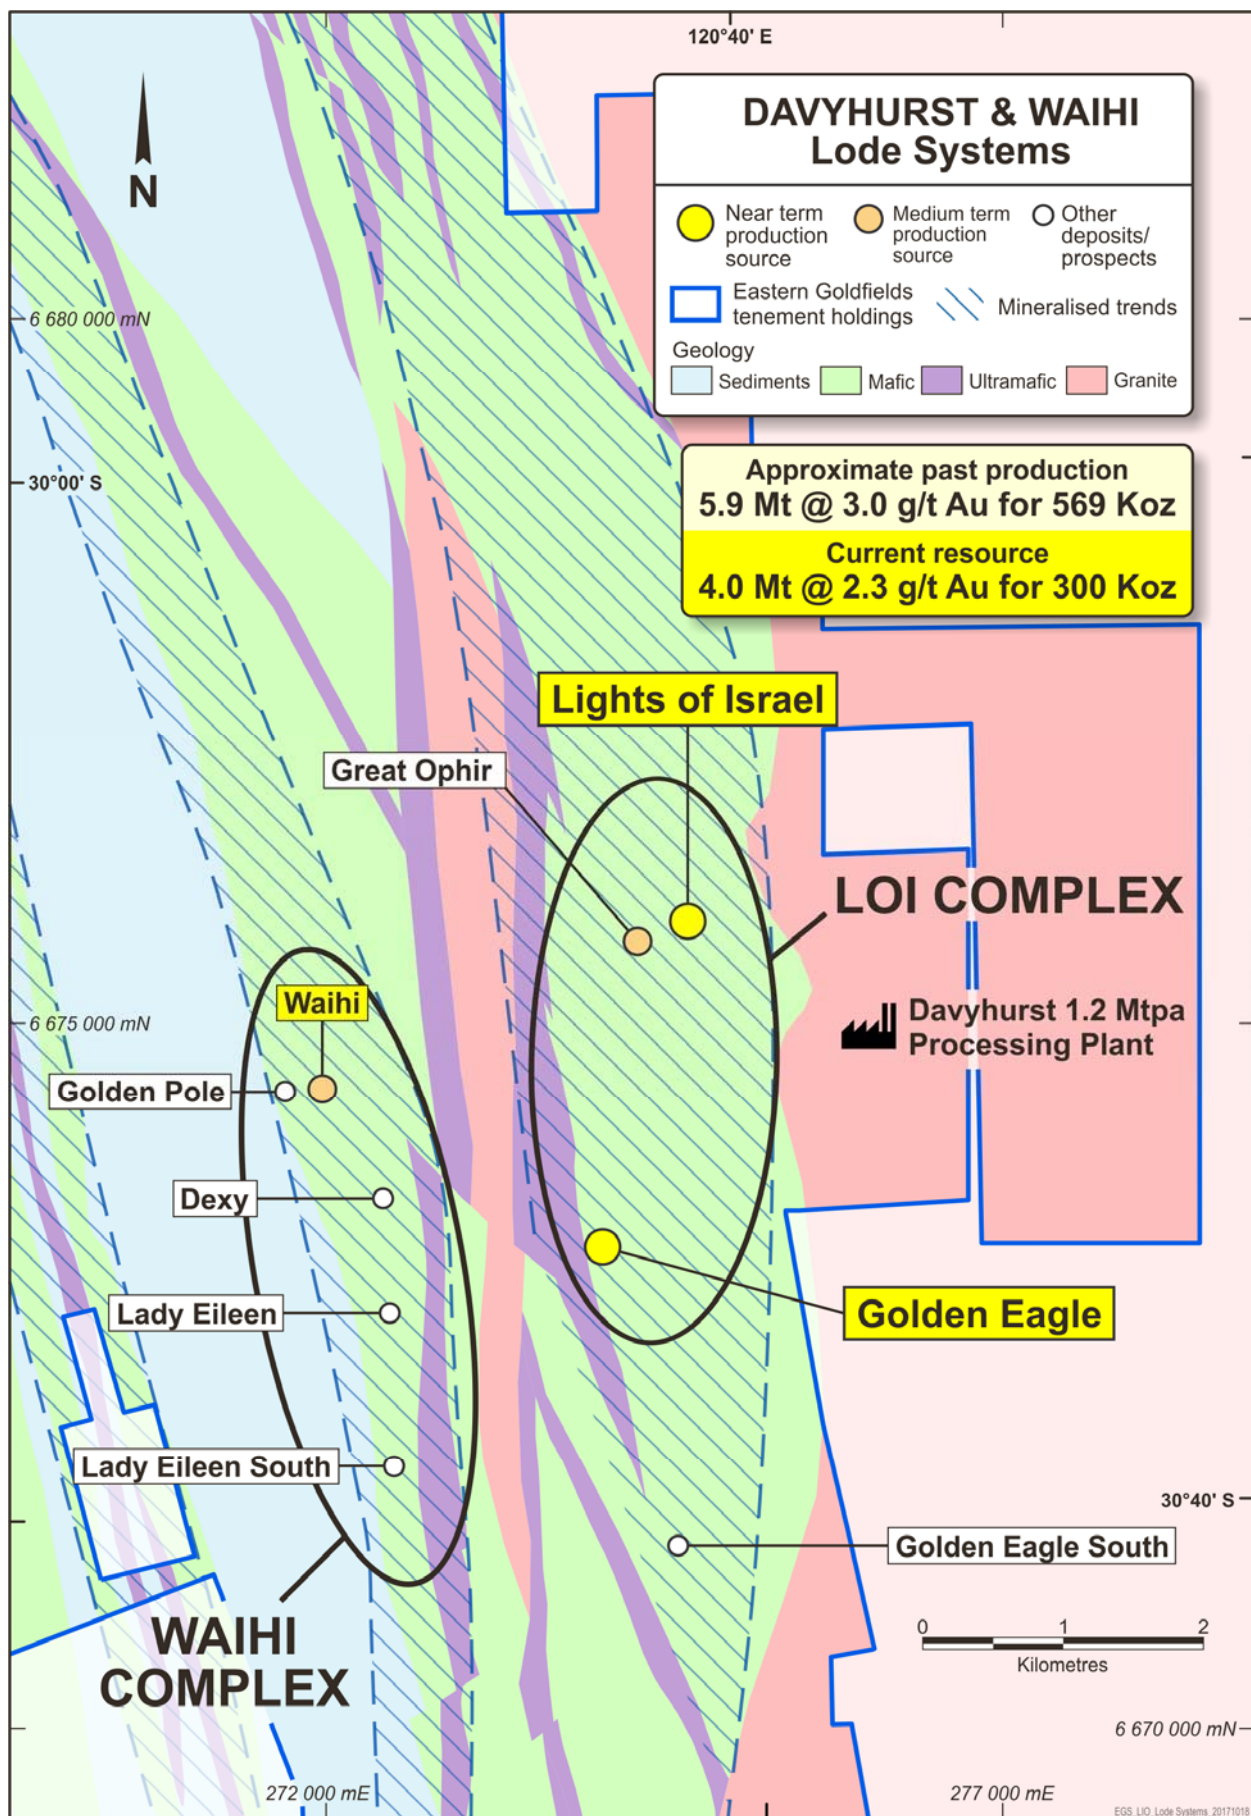 120°40' E
N
DAVYHURST & WAIHI
Lode Systems
Near term
production
source
Medium term
production
source
Other
deposits/
prospects
Eastern Goldfields
tenement holdings
Mineralised trends
Geology
Sediments
Mafic
Ultramafic
Granite
6 680 000 mN
30°00' S
Approximate past production
5.9 Mt @ 3.0 g/t Au for 569 Koz
Current resource
4.0 Mt @ 2.3 g/t Au for 300 Koz
Lights of Israel
Great Ophir
LOI COMPLEX
Waihi
6 675 000 mN
Davyhurst 1.2 Mtpa
Processing Plant
Golden Pole
Dexy
Lady Eileen
Golden Eagle
Lady Eileen South
30°40' S
Golden Eagle South
WAIHI
COMPLEX
0 1 2
Kilometres
6 670 000 mN
272 000 mE
277 000 mE
EGS_LIO_Lode Systems_20171018